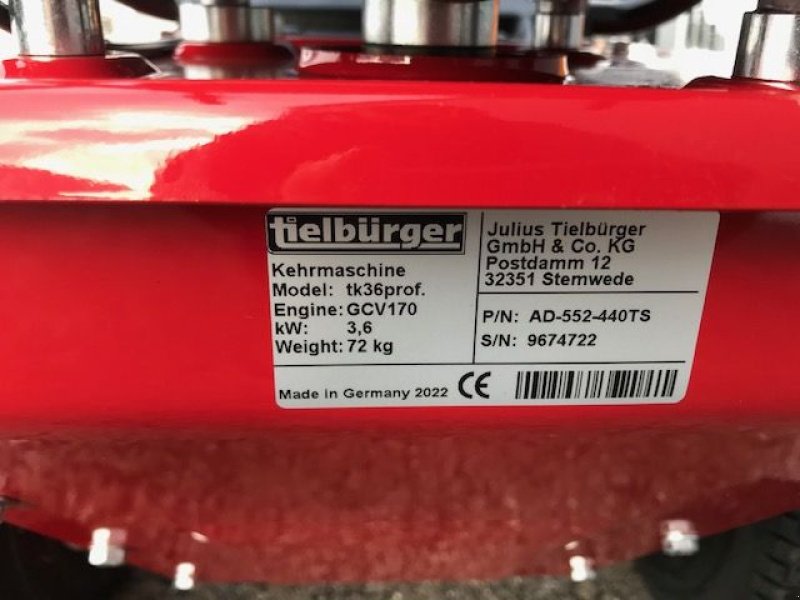 tielbürger
Kehrmaschine
Model: tk36prof.
Engine: GCV170
kW: 3,6
Weight: 72 kg
Julius Tielbürger
GmbH & Co. KG
Postdamm 12
32351 Stemwede
P/N: AD-552-440TS
S/N: 9674722
Made in Germany 2022 CE